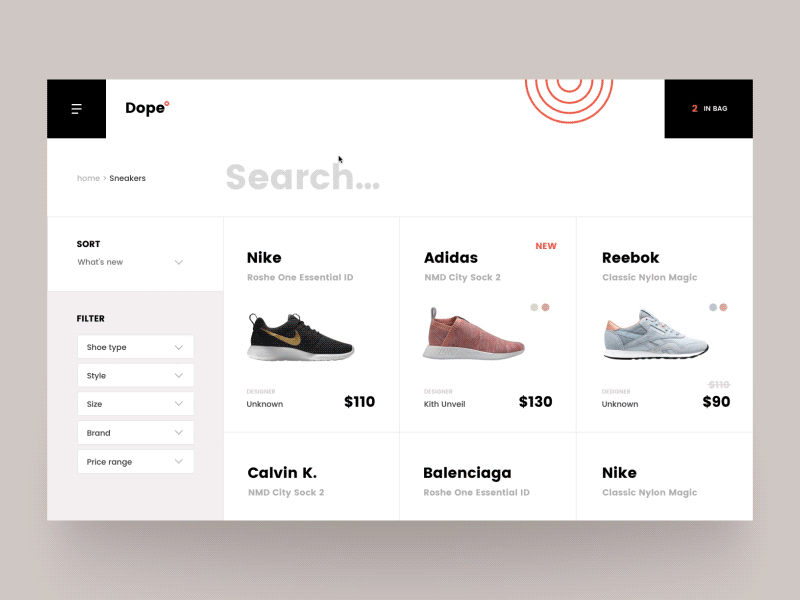 Dope
2 IN BAG
home > Sneakers
Search...
SORT
What's new
FILTER
Shoe type
Style
Size
Brand
Price range
Nike
Roshe One Essential ID
DESIGNER
Unknown
$110
NEW
Adidas
NMD City Sock 2
DESIGNER
Kith Unveil
$130
Reebok
Classic Nylon Magic
DESIGNER
Unknown
$110
$90
Calvin K.
NMD City Sock 2
Balenciaga
Roshe One Essential ID
Nike
Classic Nylon Magic